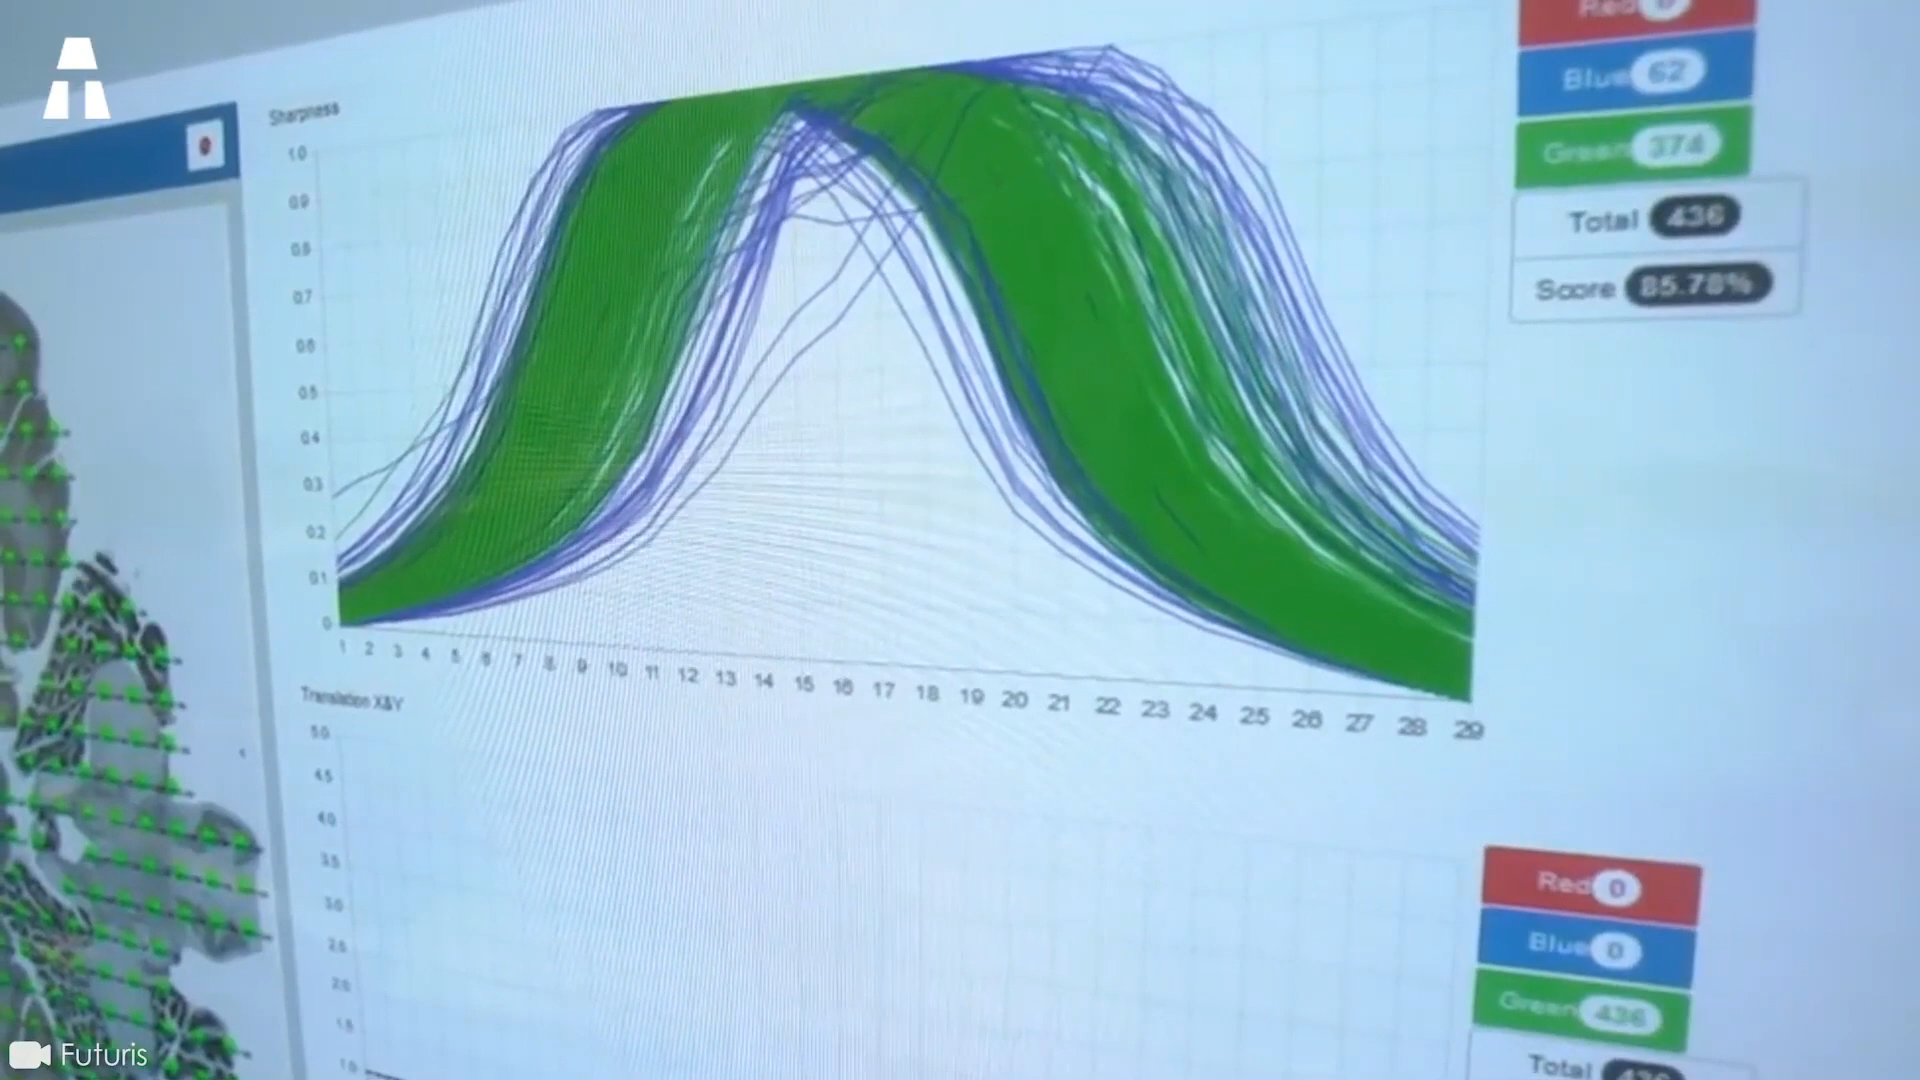 Sharpness
1.0
0.9
0.8
0.7
0.6
0.5
0.4
0.3
0.2
0.1
0
1 2 3 4 5 6 7 8 9 10 11 12 13 14 15 16 17 18 19 20 21 22 23 24 25 26 27 28 29
Red 0
Blue 62
Green 374
Total 436
Score 85.78%
Translation X&Y
5.0
4.5
4.0
3.5
3.0
2.5
2.0
1.5
1.0
Red 0
Blue 0
Green 436
Total 436
Futuris